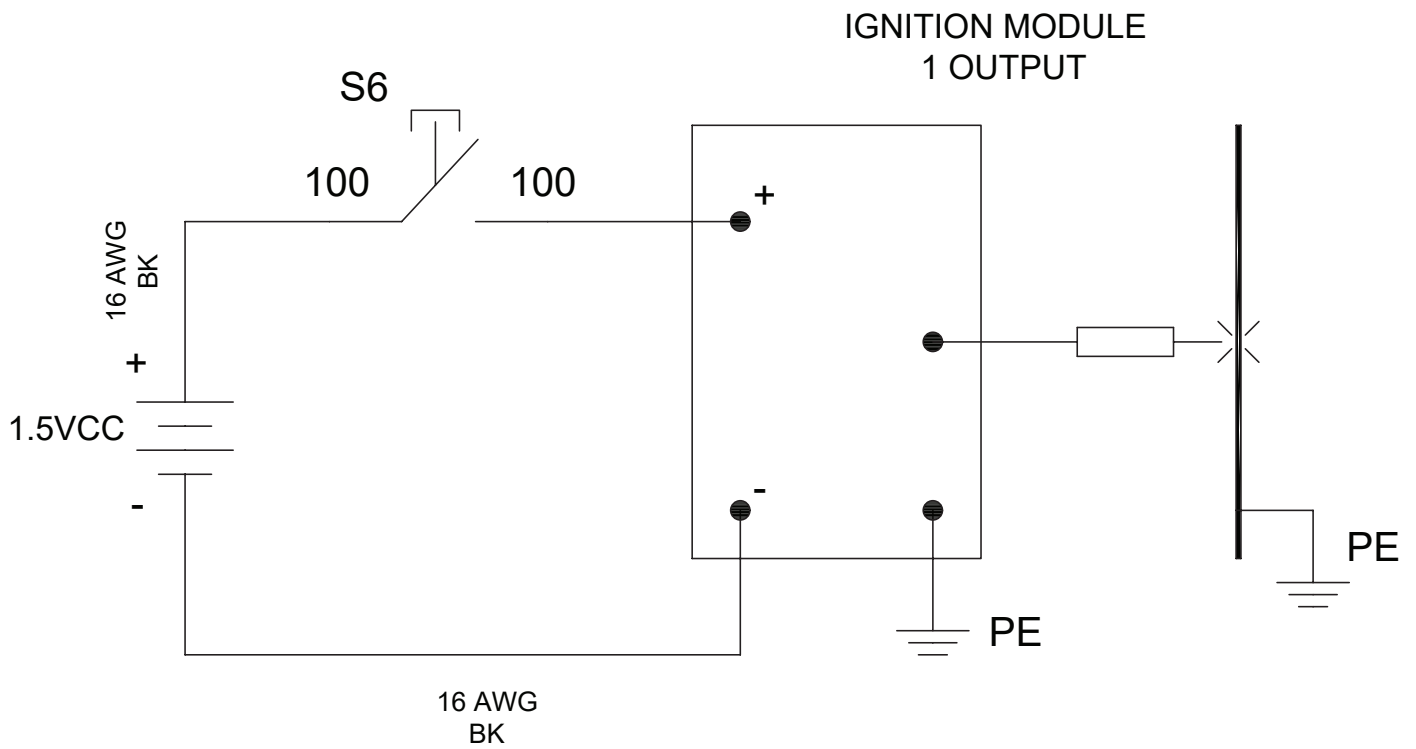 IGNITION MODULE
1 OUTPUT
S6
100
100
+
16 AWG
BK
+
1.5VCC
-
-
PE
PE
16 AWG
BK